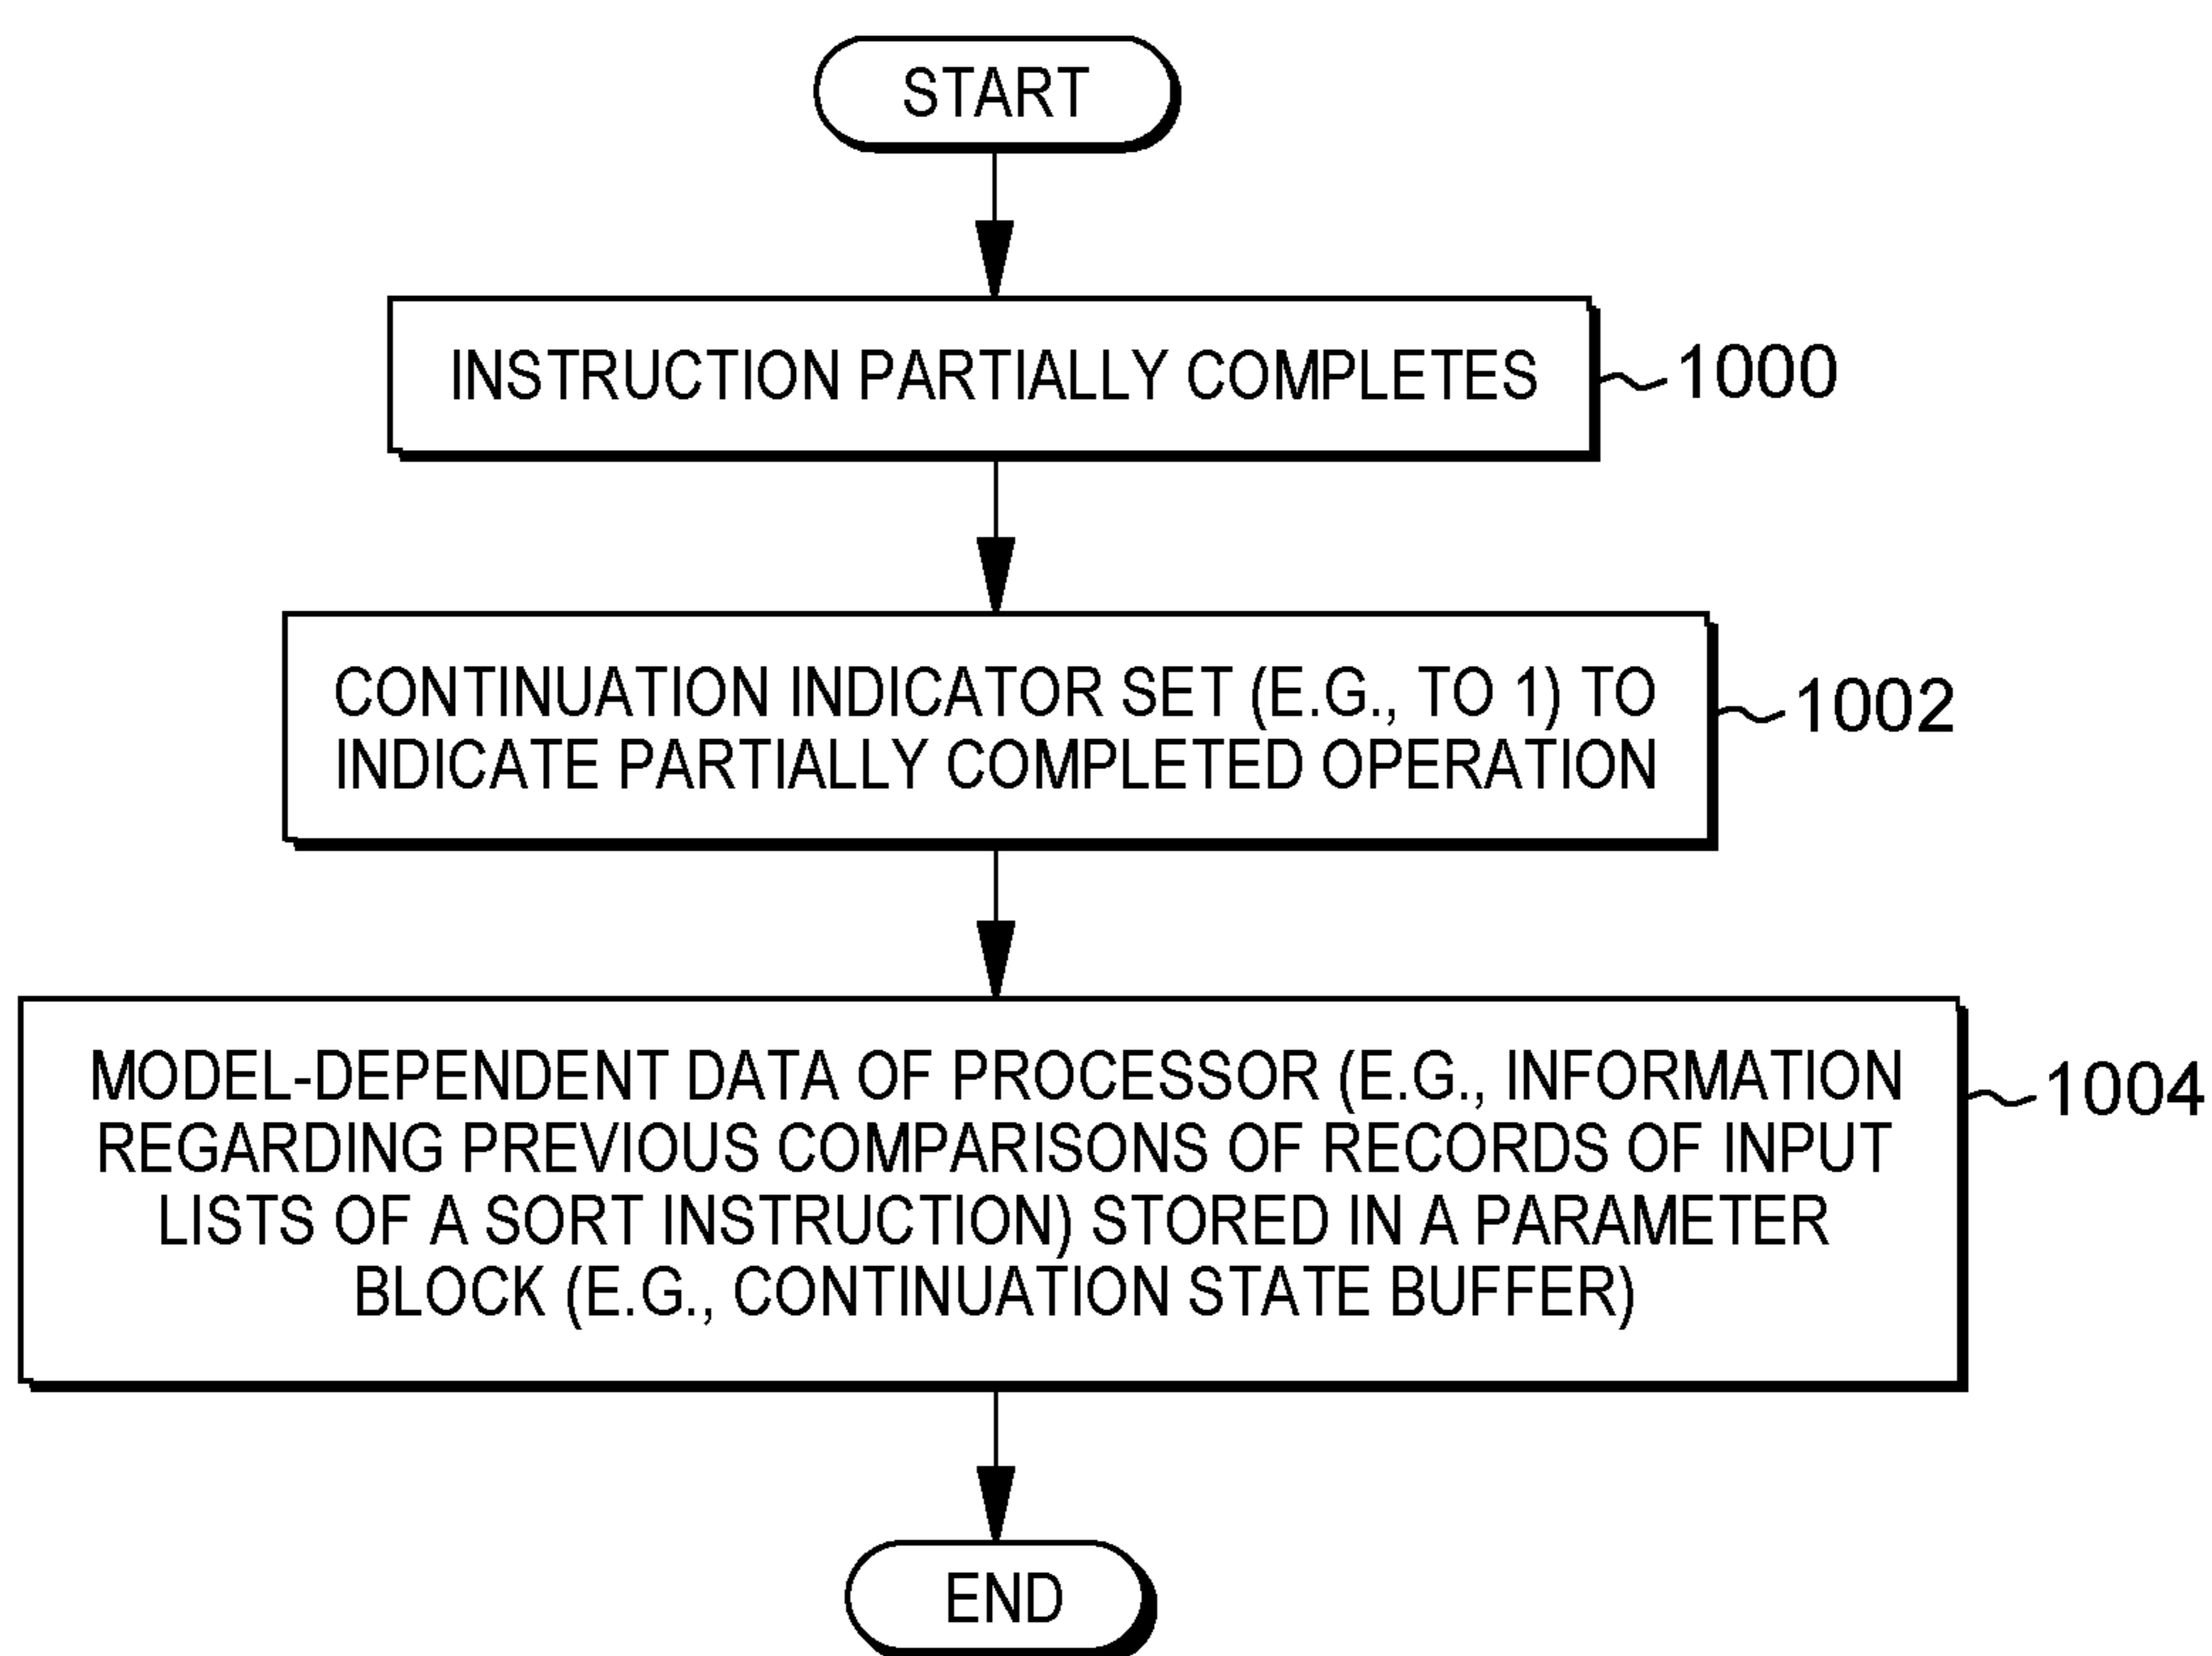 START
INSTRUCTION PARTIALLY COMPLETES
1000
CONTINUATION INDICATOR SET (E.G., TO 1) TO
INDICATE PARTIALLY COMPLETED OPERATION
1002
MODEL-DEPENDENT DATA OF PROCESSOR (E.G., INFORMATION
REGARDING PREVIOUS COMPARISONS OF RECORDS OF INPUT
LISTS OF A SORT INSTRUCTION) STORED IN A PARAMETER
BLOCK (E.G., CONTINUATION STATE BUFFER)
1004
END